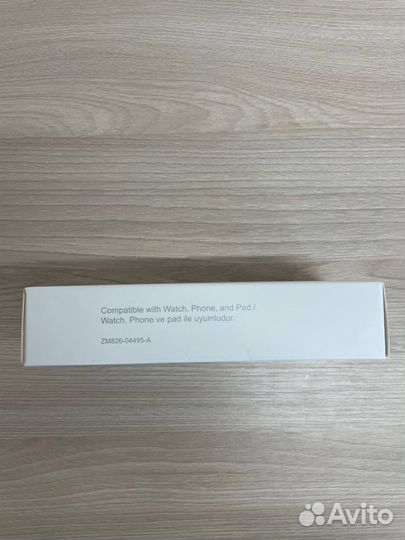 Compatible with Watch, Phone, and Pad./
Watch, Phone ve pad ile uyumludur.
ZM826-04495-A
Avito